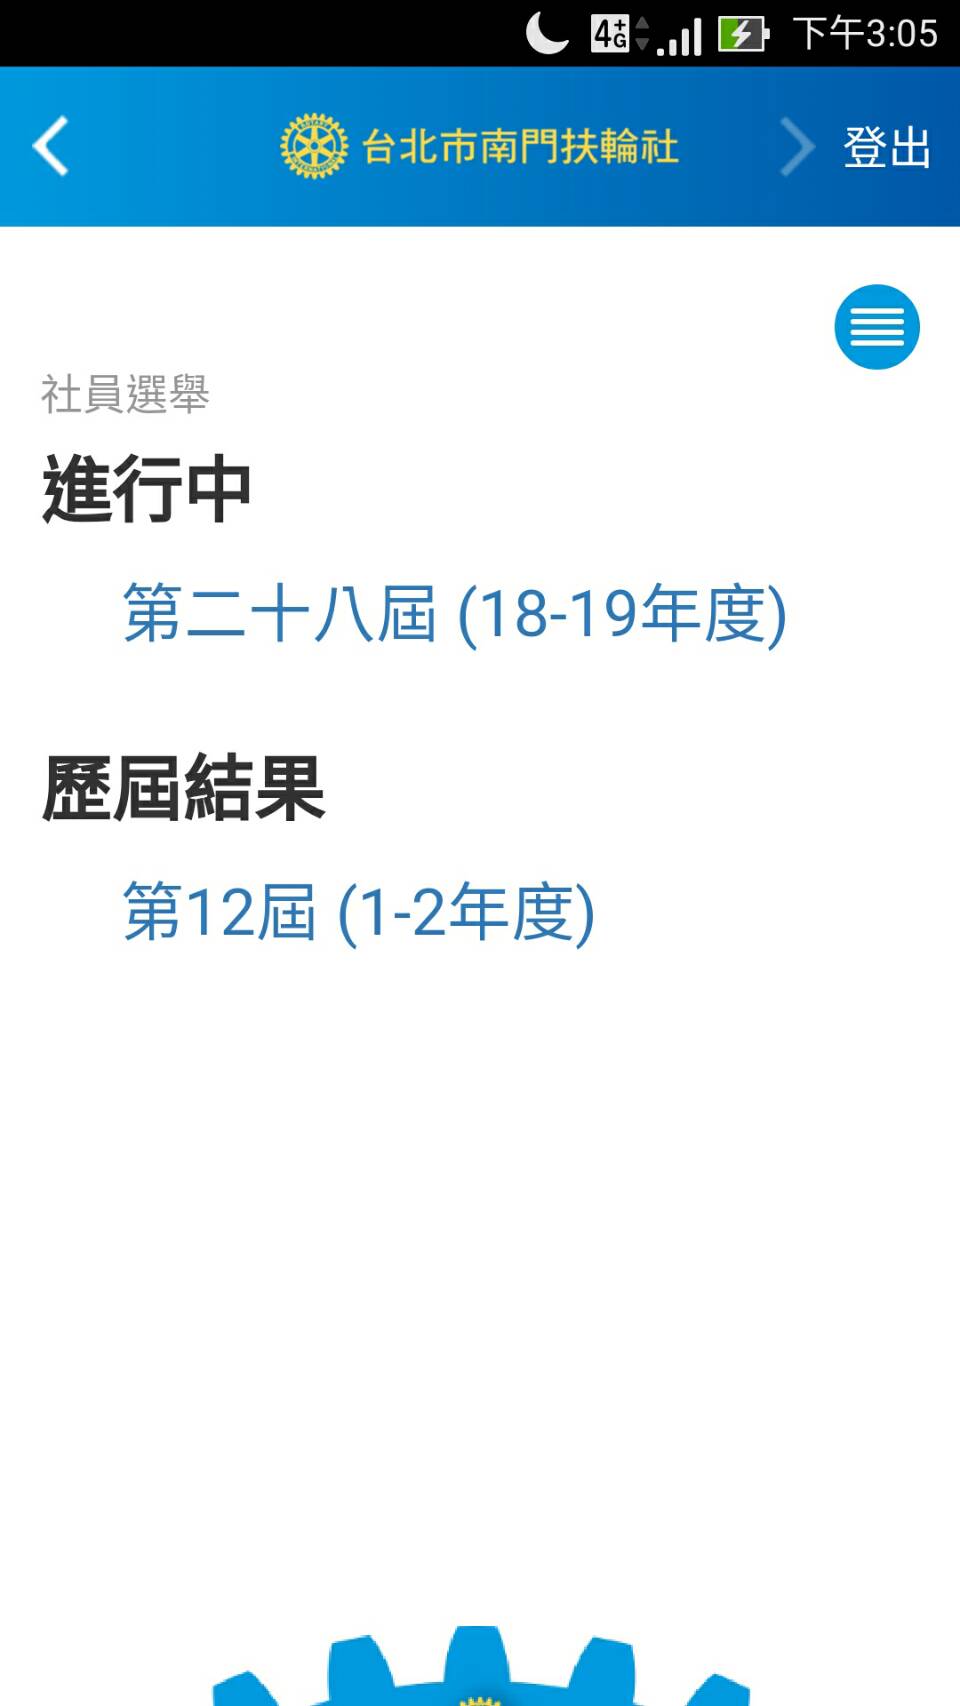 4+G 下午3:05
台北市南門扶輪社 登出
社員選舉
進行中
第二十八屆 (18-19年度)
歷屆結果
第12屆 (1-2年度)